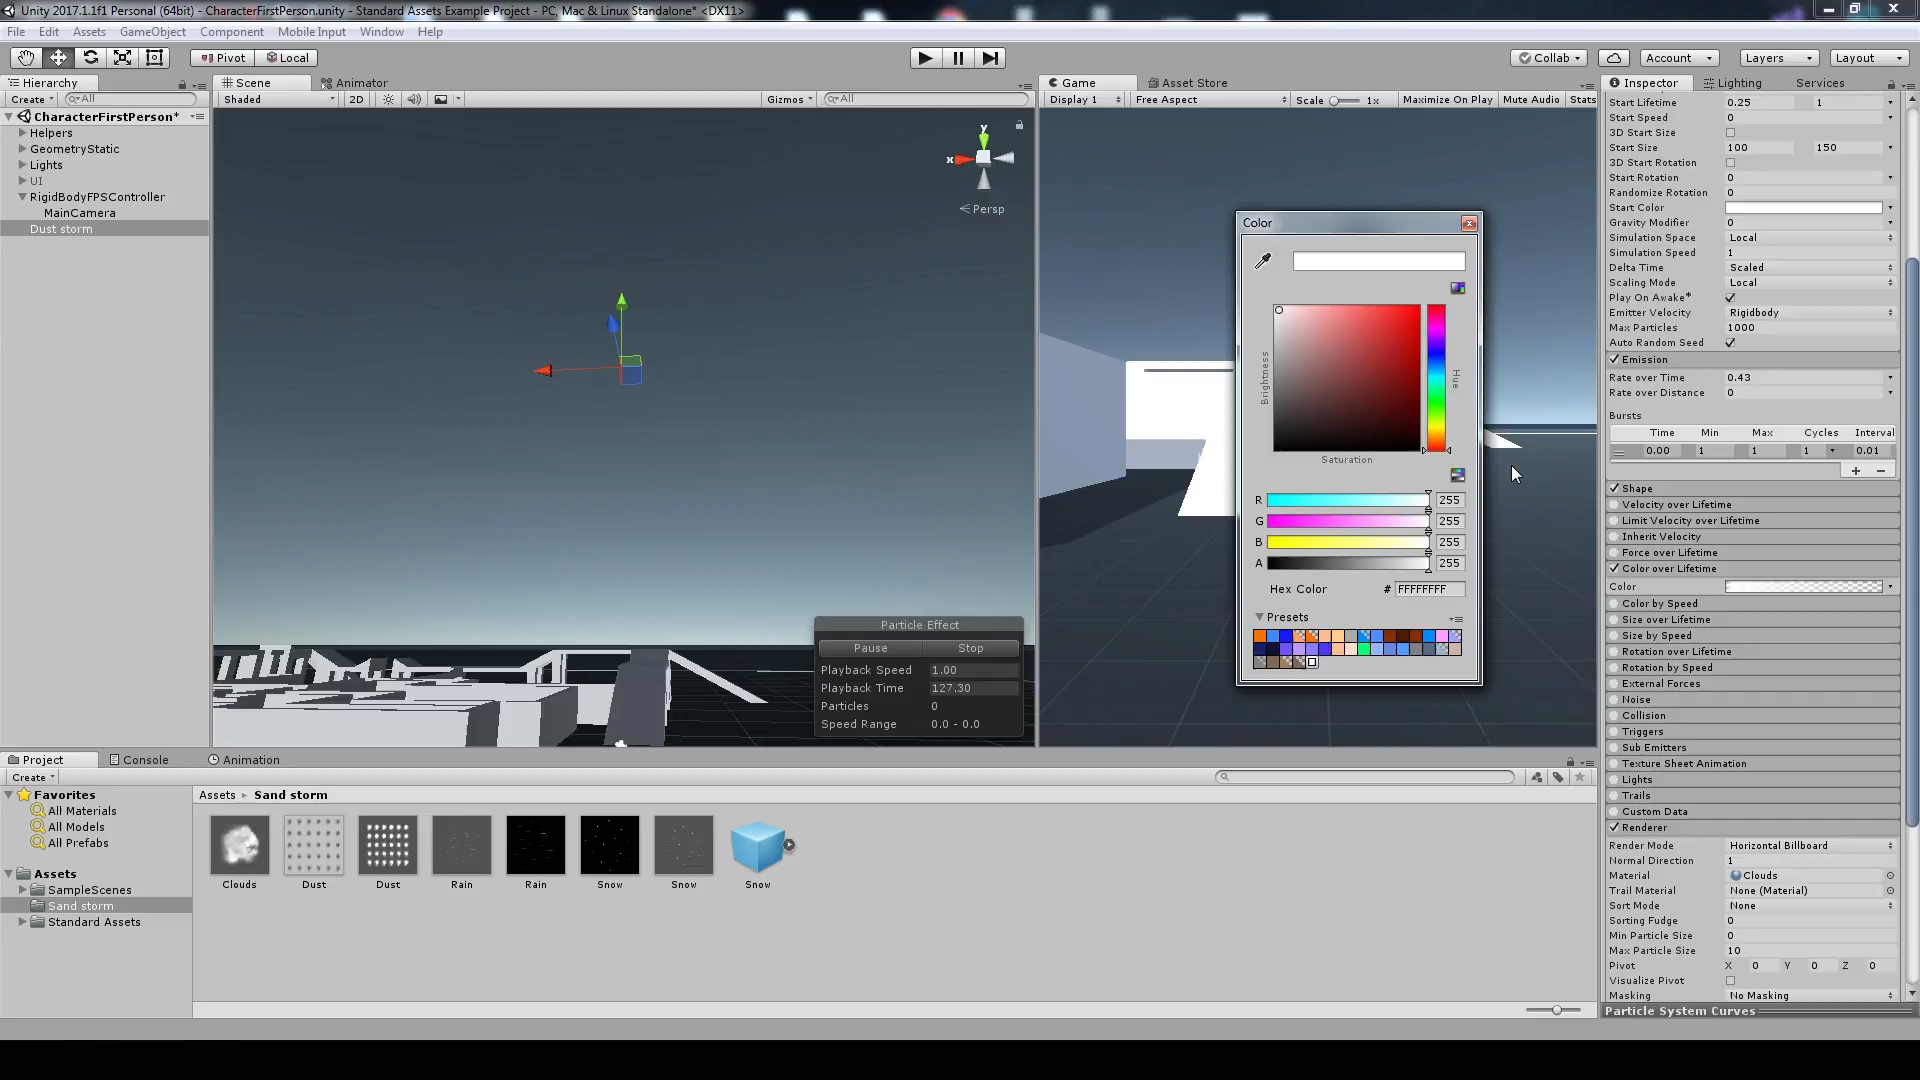 Unity 2017.1.1f1 Personal (64bit) - CharacterFirstPerson.unity - Standard Assets Example Project - PC, Mac & Linux Standalone* <DX11>
File Edit Assets GameObject Component Mobile Input Window Help
Pivot Local Collab Account Layers Layout
Hierarchy
Create All
CharacterFirstPerson*
Helpers
GeometryStatic
Lights
UI
RigidBodyFPSController
MainCamera
Dust storm
Scene Animator
Shaded 2D Gizmos All
y
x
Persp
Particle Effect
Pause Stop
Playback Speed 1.00
Playback Time 127.30
Particles 0
Speed Range 0.0 - 0.0
Game Asset Store
Display 1 Free Aspect Scale 1x Maximize On Play Mute Audio Stats
Color
Brightness
Hue
Saturation
R 255
G 255
B 255
A 255
Hex Color # FFFFFFFF
Presets
Inspector Lighting Services
Start Lifetime 0.25 1
Start Speed 0
3D Start Size
Start Size 100 150
3D Start Rotation
Start Rotation 0
Randomize Rotation 0
Start Color
Gravity Modifier 0
Simulation Space Local
Simulation Speed 1
Delta Time Scaled
Scaling Mode Local
Play On Awake*
Emitter Velocity Rigidbody
Max Particles 1000
Auto Random Seed
Emission
Rate over Time 0.43
Rate over Distance 0
Bursts
Time Min Max Cycles Interval
0.00 1 1 1 0.01
Shape
Velocity over Lifetime
Limit Velocity over Lifetime
Inherit Velocity
Force over Lifetime
Color over Lifetime
Color
Color by Speed
Size over Lifetime
Size by Speed
Rotation over Lifetime
Rotation by Speed
External Forces
Noise
Collision
Triggers
Sub Emitters
Texture Sheet Animation
Lights
Trails
Custom Data
Renderer
Render Mode Horizontal Billboard
Normal Direction 1
Material Clouds
Trail Material None (Material)
Sort Mode None
Sorting Fudge 0
Min Particle Size 0
Max Particle Size 10
Pivot X 0 Y 0 Z 0
Visualize Pivot
Masking No Masking
Particle System Curves
Project Console Animation
Create
Favorites
All Materials
All Models
All Prefabs
Assets
SampleScenes
Sand storm
Standard Assets
Assets Sand storm
Clouds Dust Dust Rain Rain Snow Snow Snow